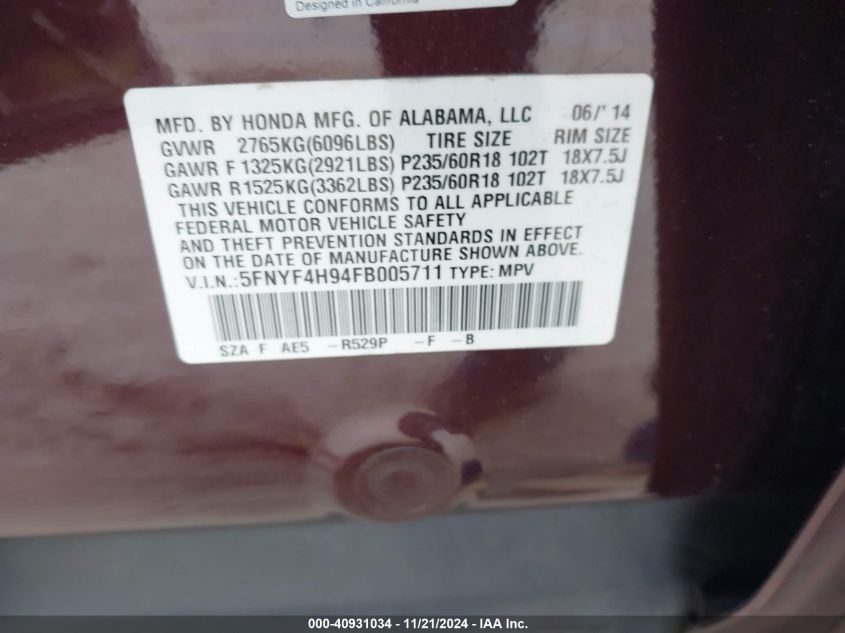 Designed in California
MFD. BY HONDA MFG. OF ALABAMA, LLC 06/' 14
GVWR 2765KG(6096LBS) TIRE SIZE RIM SIZE
GAWR F 1325KG(2921LBS) P235/60R18 102T 18X7.5J
GAWR R1525KG(3362LBS) P235/60R18 102T 18X7.5J
THIS VEHICLE CONFORMS TO ALL APPLICABLE
FEDERAL MOTOR VEHICLE SAFETY
AND THEFT PREVENTION STANDARDS IN EFFECT
ON THE DATE OF MANUFACTURE SHOWN ABOVE.
V.I.N.:5FNYF4H94FB005711 TYPE: MPV
SZA F AE5 -R529P -F -B
000-40931034 - 11/21/2024 - IAA Inc.